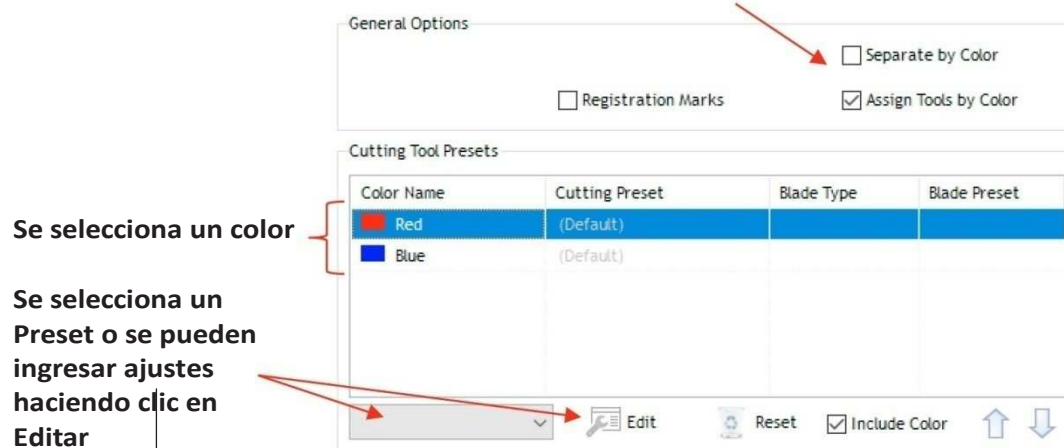 General Options
Separate by Color
Registration Marks
Assign Tools by Color
Cutting Tool Presets
Color Name Cutting Preset Blade Type Blade Preset
Red (Default)
Blue (Default)
Se selecciona un color
Se selecciona un
Preset o se pueden
ingresar ajustes
haciendo clic en
Editar
Edit Reset Include Color